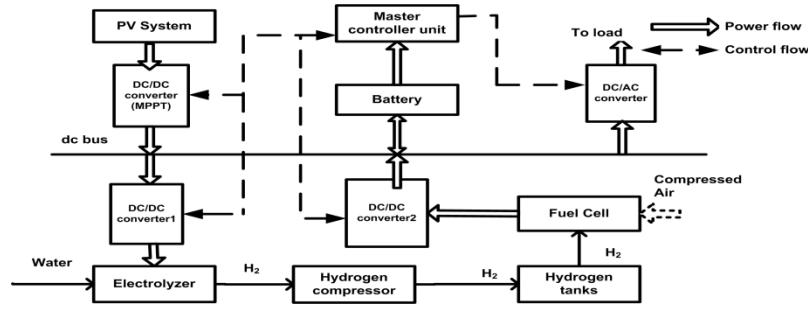 PV System
Master
controller unit
To load
Power flow
Control flow
DC/DC
converter
(MPPT)
Battery
DC/AC
converter
dc bus
DC/DC
converter1
DC/DC
converter2
Fuel Cell
Compressed
Air
Water
Electrolyzer
H₂
Hydrogen
compressor
H₂
Hydrogen
tanks
H₂